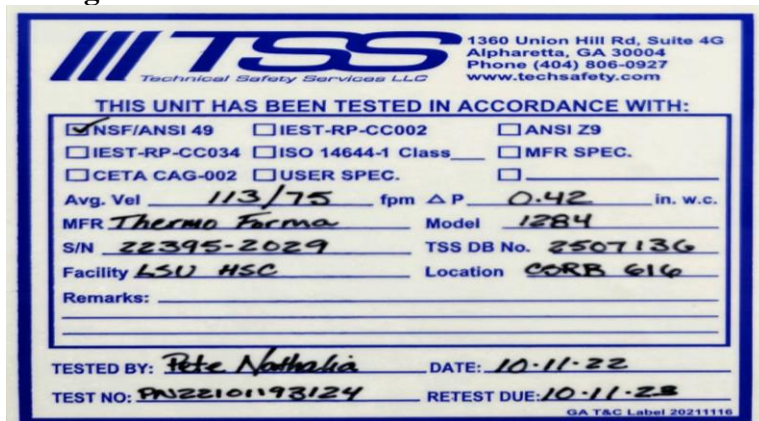 TSS
Technical Safety Services LLC
1360 Union Hill Rd, Suite 4G
Alpharetta, GA 30004
Phone (404) 806-0927
www.techsafety.com
THIS UNIT HAS BEEN TESTED IN ACCORDANCE WITH:
NSF/ANSI 49 IEST-RP-CC002 ANSI Z9
IEST-RP-CC034 ISO 14644-1 Class MFR SPEC.
CETA CAG-002 USER SPEC.
Avg. Vel 113/75 fpm Δ P 0.42 in. w.c.
MFR Thermo Forma Model 1284
S/N 22395-2029 TSS DB No. 2507136
Facility LSU HSC Location CSRB 616
Remarks:
TESTED BY: Pete Nathalia DATE: 10-11-22
TEST NO: PN22101193124 RETEST DUE: 10-11-23
GA T&C Label 20211116